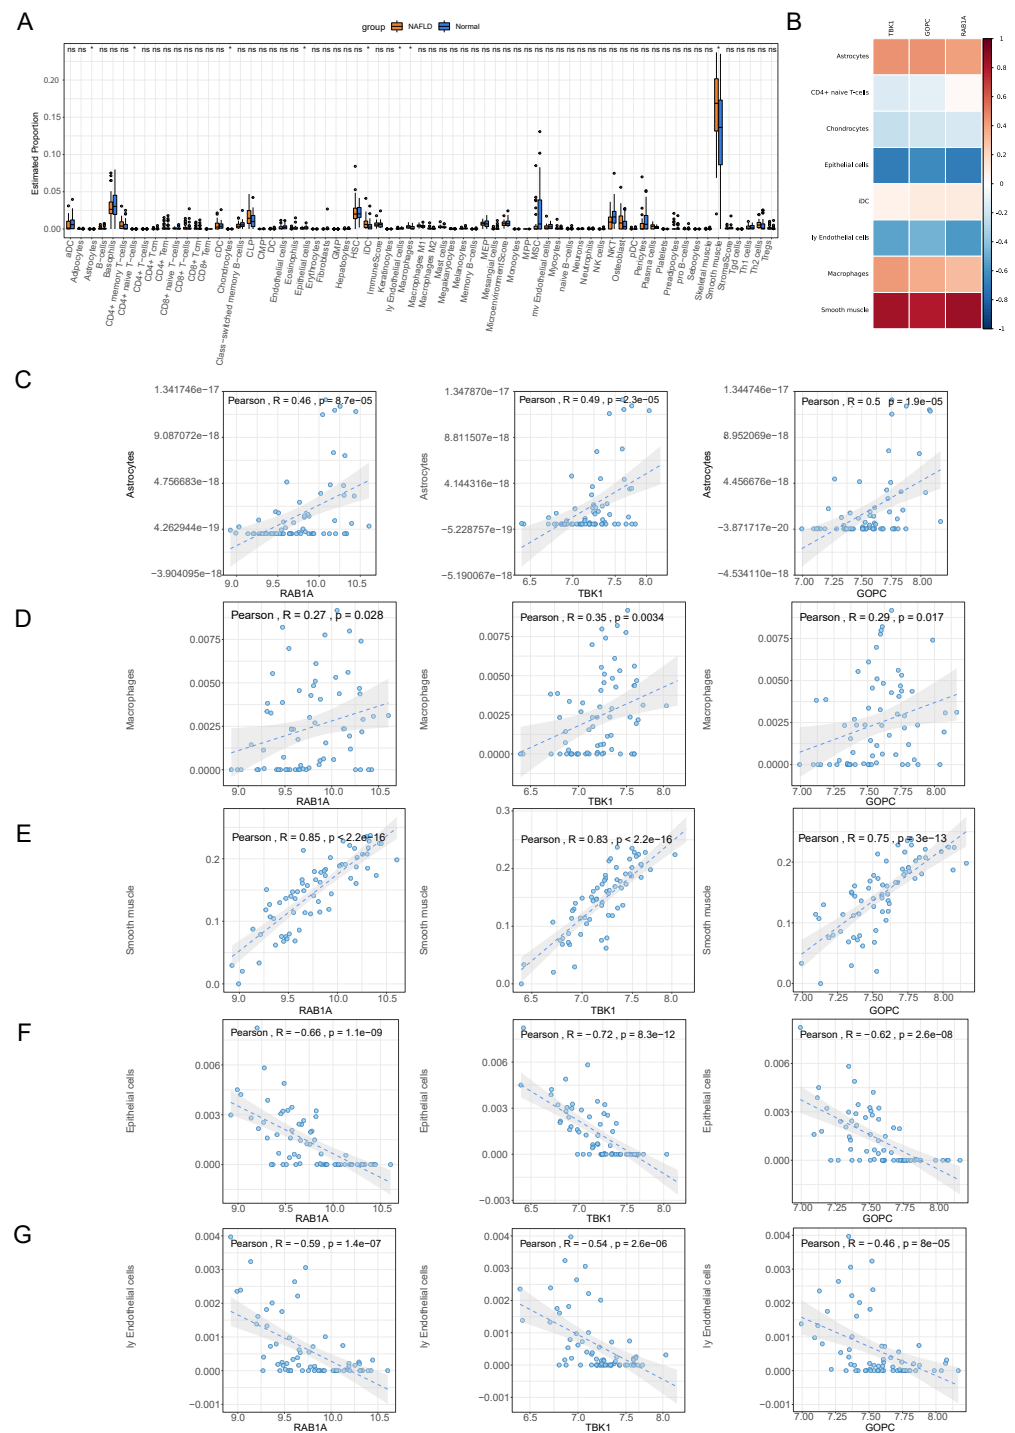 A
group NAFLD Normal
ns ns * ns ns ns * ns ns ns ns ns ns ns ns * ns ns ns ns ns ns * ns ns ns ns ns * ns ns * * ns ns ns ns ns ns ns ns ns ns ns ns ns ns ns ns ns ns ns ns ns ns ns ns ns ns ns ns * ns ns ns ns ns
Estimated Proportion
0.20
0.15
0.10
0.05
0.00
aDC
Adipocytes
Astrocytes
B-cells
Basophils
CD4+ memory T-cells
CD4+ naive T-cells
CD4+ T-cells
CD4+ Tcm
CD4+ Tem
CD8+ naive T-cells
CD8+ T-cells
CD8+ Tcm
CD8+ Tem
cDC
Chondrocytes
Class-switched memory B-cells
CLP
CMP
DC
Endothelial cells
Eosinophils
Epithelial cells
Erythrocytes
Fibroblasts
GMP
Hepatocytes
HSC
iDC
ImmuneScore
Keratinocytes
ly Endothelial cells
Macrophages
Macrophages M1
Macrophages M2
Mast cells
Megakaryocytes
Melanocytes
Memory B-cells
MEP
Mesangial cells
MicroenvironmentScore
Monocytes
MPP
MSC
mv Endothelial cells
Myocytes
naive B-cells
Neurons
Neutrophils
NK cells
NKT
Osteoblast
pDC
Pericytes
Plasma cells
Platelets
Preadipocytes
pro B-cells
Sebocytes
Skeletal muscle
Smooth muscle
StromaScore
Tgd cells
Th1 cells
Th2 cells
Tregs
B
TBK1
GOPC
RAB1A
Astrocytes
CD4+ naive T-cells
Chondrocytes
Epithelial cells
iDC
ly Endothelial cells
Macrophages
Smooth muscle
1
0.8
0.6
0.4
0.2
0
-0.2
-0.4
-0.6
-0.8
-1
C
Astrocytes
1.341746e−17
9.087072e−18
4.756683e−18
4.262944e−19
−3.904095e−18
Pearson , R = 0.46 , p = 8.7e−05
9.0 9.5 10.0 10.5
RAB1A
Astrocytes
1.347870e−17
8.811507e−18
4.144316e−18
−5.228757e−19
−5.190067e−18
Pearson , R = 0.49 , p = 2.3e−05
6.5 7.0 7.5 8.0
TBK1
Astrocytes
1.344746e−17
8.952069e−18
4.456676e−18
−3.871717e−20
−4.534110e−18
Pearson , R = 0.5 p = 1.9e−05
7.00 7.25 7.50 7.75 8.00
GOPC
D
Macrophages
0.0075
0.0050
0.0025
0.0000
Pearson , R = 0.27 , p = 0.028
9.0 9.5 10.0 10.5
RAB1A
Macrophages
0.0075
0.0050
0.0025
0.0000
Pearson , R = 0.35, p = 0.0034
6.5 7.0 7.5 8.0
TBK1
Macrophages
0.0075
0.0050
0.0025
0.0000
Pearson , R = 0.29 , p = 0.017
7.00 7.25 7.50 7.75 8.00
GOPC
E
Smooth muscle
0.2
0.1
0.0
Pearson , R = 0.85 , p < 2.2e−16
9.0 9.5 10.0 10.5
RAB1A
Smooth muscle
0.3
0.2
0.1
0.0
Pearson , R = 0.83 , p < 2.2e−16
6.5 7.0 7.5 8.0
TBK1
Smooth muscle
0.2
0.1
0.0
Pearson , R = 0.75 , p = 3e−13
7.00 7.25 7.50 7.75 8.00
GOPC
F
Epithelial cells
0.006
0.003
0.000
Pearson , R = −0.66 , p = 1.1e−09
9.0 9.5 10.0 10.5
RAB1A
Epithelial cells
0.006
0.003
0.000
−0.003
Pearson , R = −0.72 , p = 8.3e−12
6.5 7.0 7.5 8.0
TBK1
Epithelial cells
0.006
0.003
0.000
Pearson , R = −0.62 , p = 2.6e−08
7.00 7.25 7.50 7.75 8.00
GOPC
G
ly Endothelial cells
0.004
0.003
0.002
0.001
0.000
−0.001
Pearson , R = −0.59 , p = 1.4e−07
9.0 9.5 10.0 10.5
RAB1A
ly Endothelial cells
0.004
0.003
0.002
0.001
0.000
−0.001
Pearson , R = −0.54 , p = 2.6e−06
6.5 7.0 7.5 8.0
TBK1
ly Endothelial cells
0.004
0.003
0.002
0.001
0.000
−0.001
Pearson , R = −0.46 , p = 8e−05
7.00 7.25 7.50 7.75 8.00
GOPC